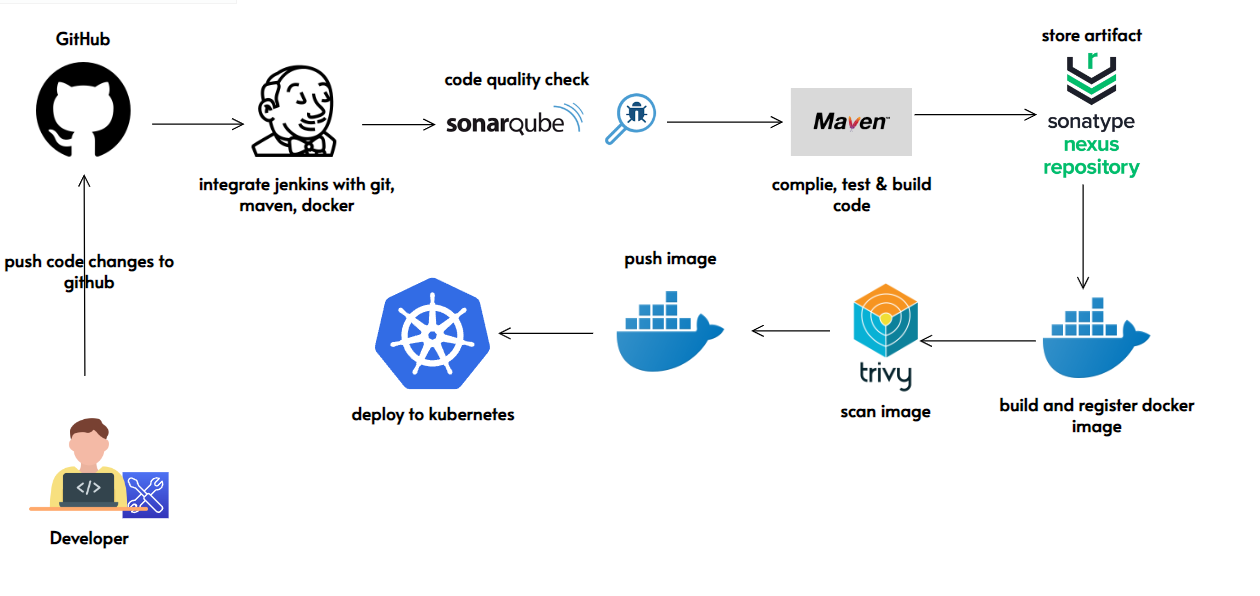 GitHub
push code changes to
github
</>
Developer
integrate jenkins with git,
maven, docker
code quality check
sonarqube
Maven™
complie, test & build
code
store artifact
r
sonatype
nexus
repository
build and register docker
image
trivy
scan image
push image
deploy to kubernetes